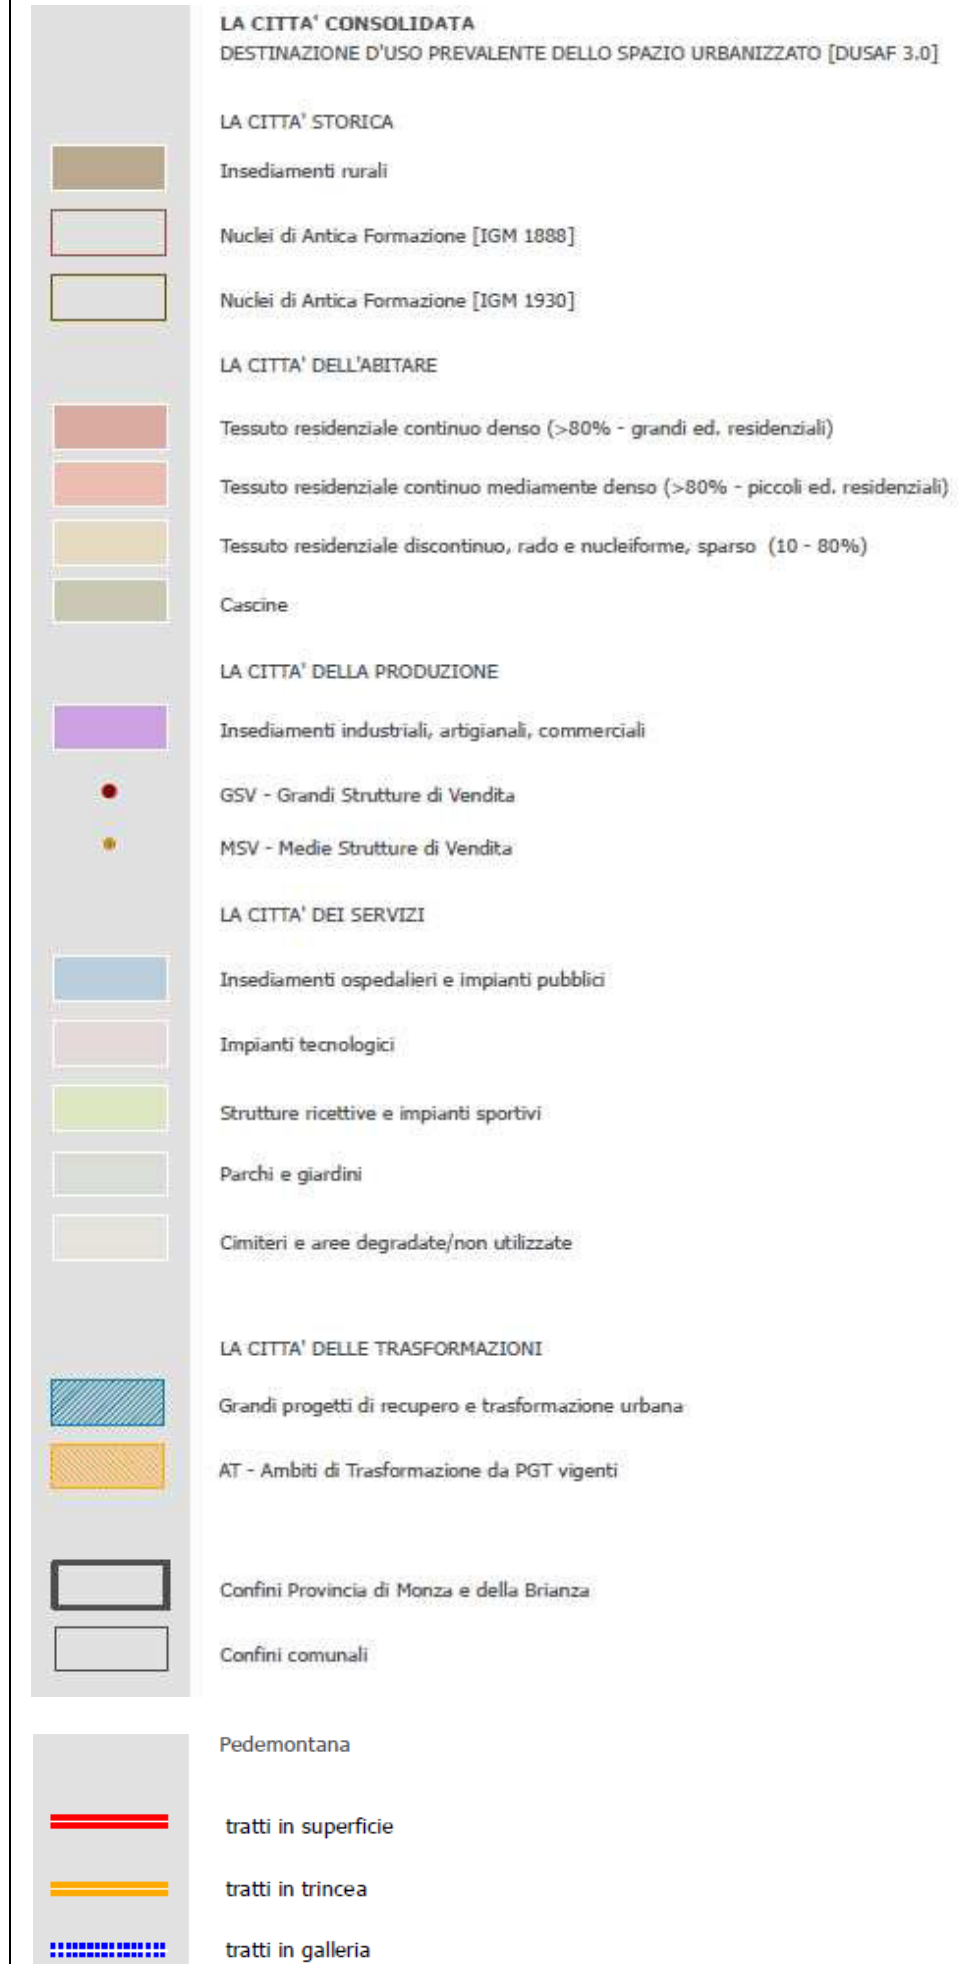 LA CITTA' CONSOLIDATA
DESTINAZIONE D'USO PREVALENTE DELLO SPAZIO URBANIZZATO [DUSAF 3.0]
LA CITTA' STORICA
Insediamenti rurali
Nuclei di Antica Formazione [IGM 1888]
Nuclei di Antica Formazione [IGM 1930]
LA CITTA' DELL'ABITARE
Tessuto residenziale continuo denso (>80% - grandi ed. residenziali)
Tessuto residenziale continuo mediamente denso (>80% - piccoli ed. residenziali)
Tessuto residenziale discontinuo, rado e nucleiforme, sparso (10 - 80%)
Cascine
LA CITTA' DELLA PRODUZIONE
Insediamenti industriali, artigianali, commerciali
GSV - Grandi Strutture di Vendita
MSV - Medie Strutture di Vendita
LA CITTA' DEI SERVIZI
Insediamenti ospedalieri e impianti pubblici
Impianti tecnologici
Strutture ricettive e impianti sportivi
Parchi e giardini
Cimiteri e aree degradate/non utilizzate
LA CITTA' DELLE TRASFORMAZIONI
Grandi progetti di recupero e trasformazione urbana
AT - Ambiti di Trasformazione da PGT vigenti
Confini Provincia di Monza e della Brianza
Confini comunali
Pedemontana
tratti in superficie
tratti in trincea
tratti in galleria